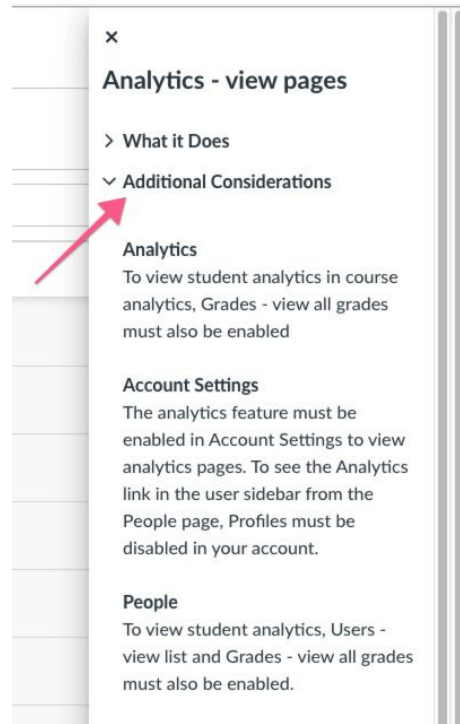 Analytics - view pages
What it Does
Additional Considerations
Analytics
To view student analytics in course
analytics, Grades - view all grades
must also be enabled
Account Settings
The analytics feature must be
enabled in Account Settings to view
analytics pages. To see the Analytics
link in the user sidebar from the
People page, Profiles must be
disabled in your account.
People
To view student analytics, Users -
view list and Grades - view all grades
must also be enabled.